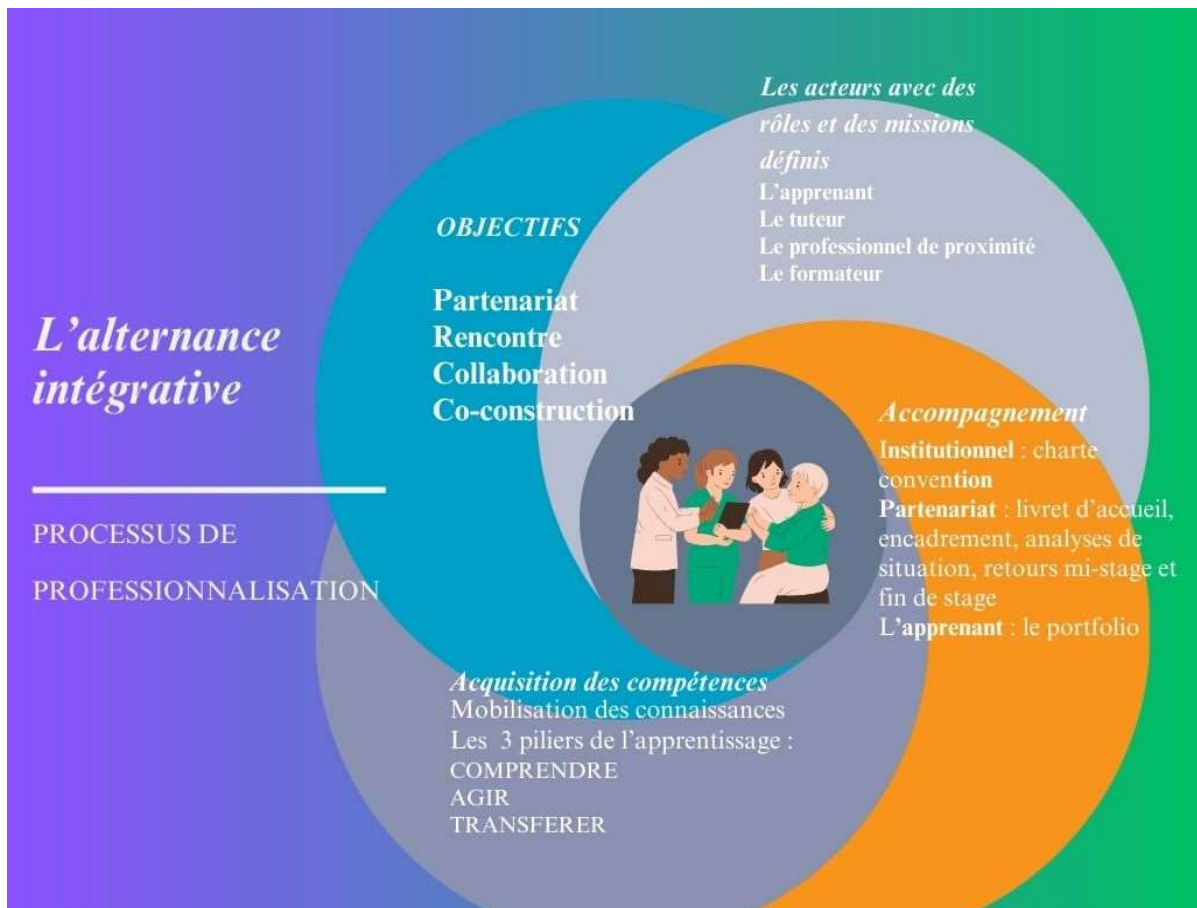 L'alternance
intégrative
PROCESSUS DE
PROFESSIONNALISATION
OBJECTIFS
Partenariat
Rencontre
Collaboration
Co-construction
Les acteurs avec des
rôles et des missions
définis
L'apprenant
Le tuteur
Le professionnel de proximité
Le formateur
Accompagnement
Institutionnel : charte
convention
Partenariat : livret d'accueil,
encadrement, analyses de
situation, retours mi-stage et
fin de stage
L'apprenant : le portfolio
Acquisition des compétences
Mobilisation des connaissances
Les 3 piliers de l'apprentissage :
COMPRENDRE
AGIR
TRANSFERER